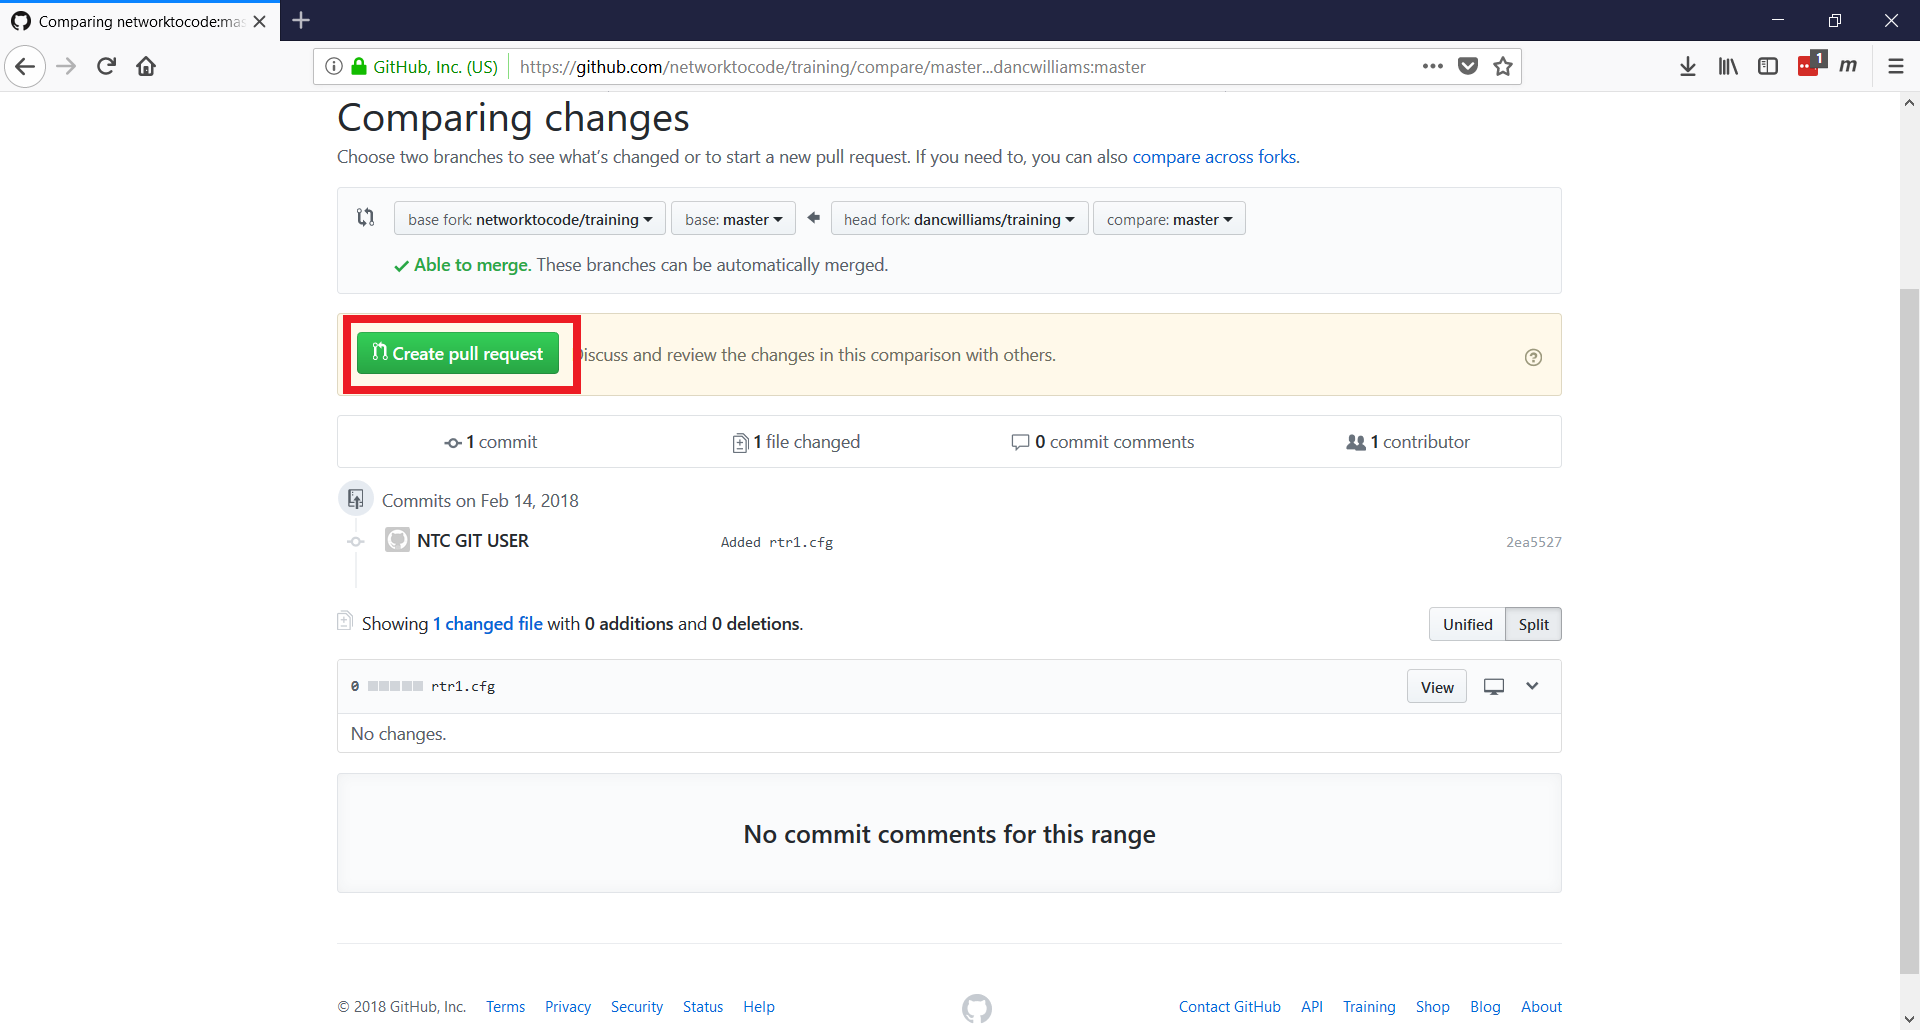 Comparing networktocode:mas
GitHub, Inc. (US) https://github.com/networktocode/training/compare/master...dancwilliams:master
1
m
Comparing changes
Choose two branches to see what's changed or to start a new pull request. If you need to, you can also compare across forks.
base fork: networktocode/training base: master head fork: dancwilliams/training compare: master
Able to merge. These branches can be automatically merged.
Create pull request iscuss and review the changes in this comparison with others.
1 commit 1 file changed 0 commit comments 1 contributor
Commits on Feb 14, 2018
NTC GIT USER Added rtr1.cfg 2ea5527
Showing 1 changed file with 0 additions and 0 deletions. Unified Split
0 rtr1.cfg View
No changes.
No commit comments for this range
© 2018 GitHub, Inc. Terms Privacy Security Status Help Contact GitHub API Training Shop Blog About